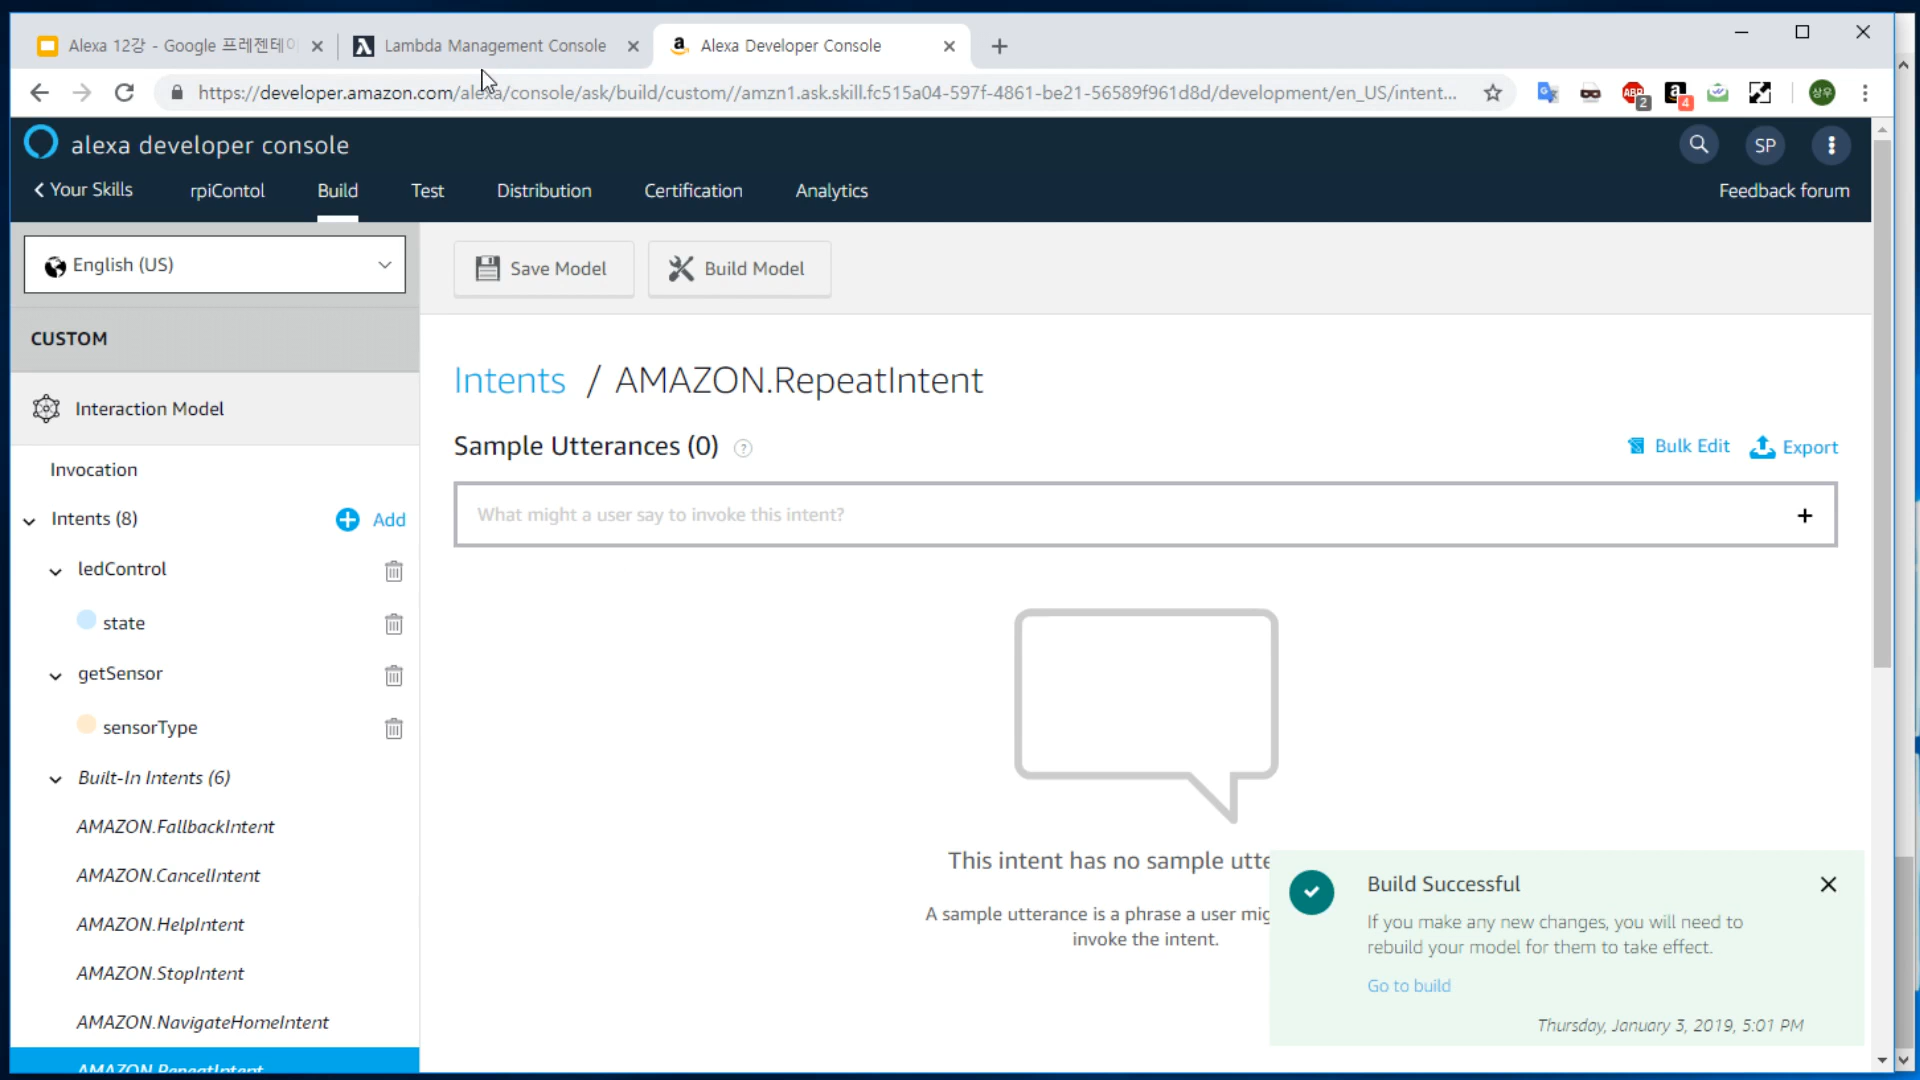 Alexa 12강 - Google 프레젠테이
Lambda Management Console
Alexa Developer Console
https://developer.amazon.com/alexa/console/ask/build/custom//amzn1.ask.skill.fc515a04-597f-4861-be21-56589f961d8d/development/en_US/intent...
ABP
2
a
4
상우
alexa developer console
SP
Your Skills
rpiContol
Build
Test
Distribution
Certification
Analytics
Feedback forum
English (US)
Save Model
Build Model
CUSTOM
Interaction Model
Invocation
Intents (8)
Add
ledControl
state
getSensor
sensorType
Built-In Intents (6)
AMAZON.FallbackIntent
AMAZON.CancelIntent
AMAZON.HelpIntent
AMAZON.StopIntent
AMAZON.NavigateHomeIntent
AMAZON.RepeatIntent
Intents / AMAZON.RepeatIntent
Sample Utterances (0) ?
Bulk Edit
Export
What might a user say to invoke this intent?
This intent has no sample utte
A sample utterance is a phrase a user mig
invoke the intent.
Build Successful
If you make any new changes, you will need to
rebuild your model for them to take effect.
Go to build
Thursday, January 3, 2019, 5:01 PM